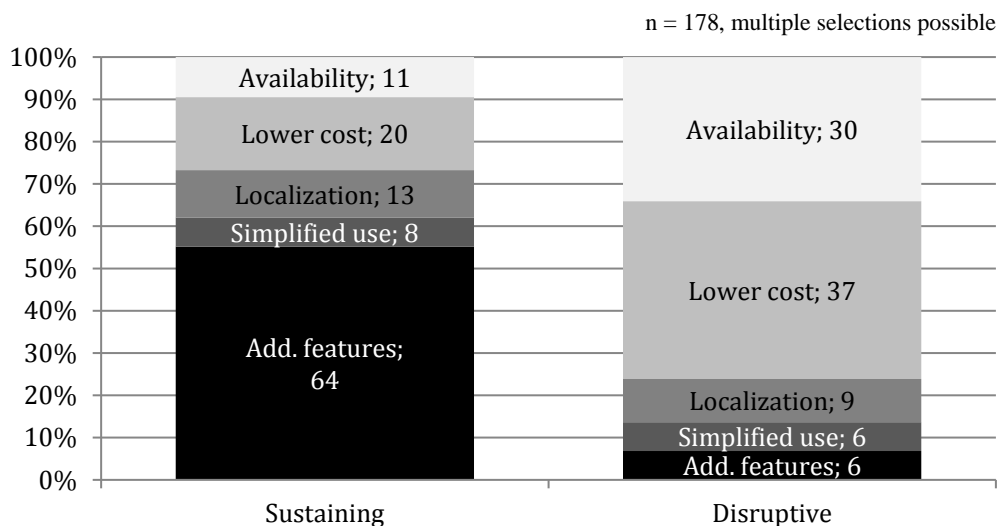 n = 178, multiple selections possible
100%
90%
80%
70%
60%
50%
40%
30%
20%
10%
0%
Availability; 11
Lower cost; 20
Localization; 13
Simplified use; 8
Add. features;
64
Availability; 30
Lower cost; 37
Localization; 9
Simplified use; 6
Add. features; 6
Sustaining
Disruptive